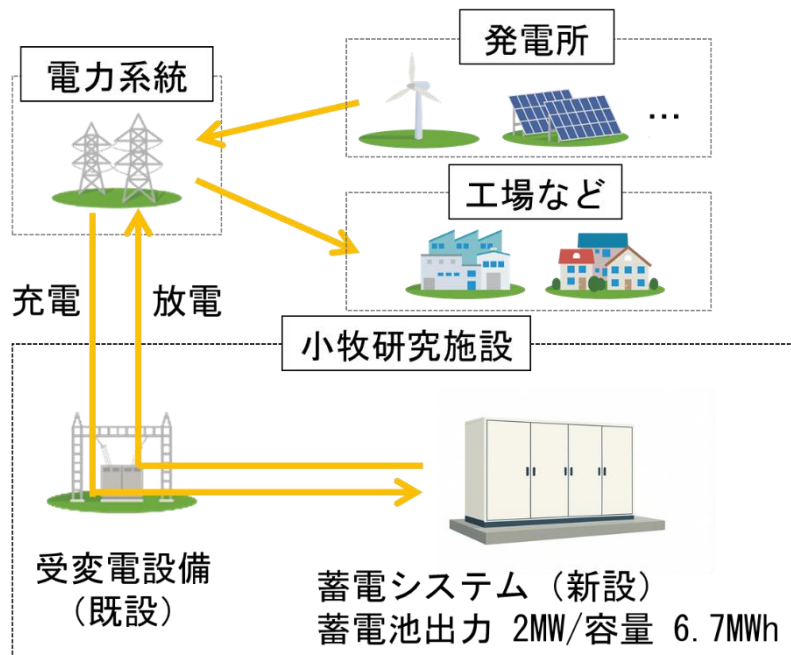 発電所
電力系統
…
工場など
充電
放電
小牧研究施設
受変電設備
（既設）
蓄電システム（新設）
蓄電池出力 2MW/容量 6.7MWh